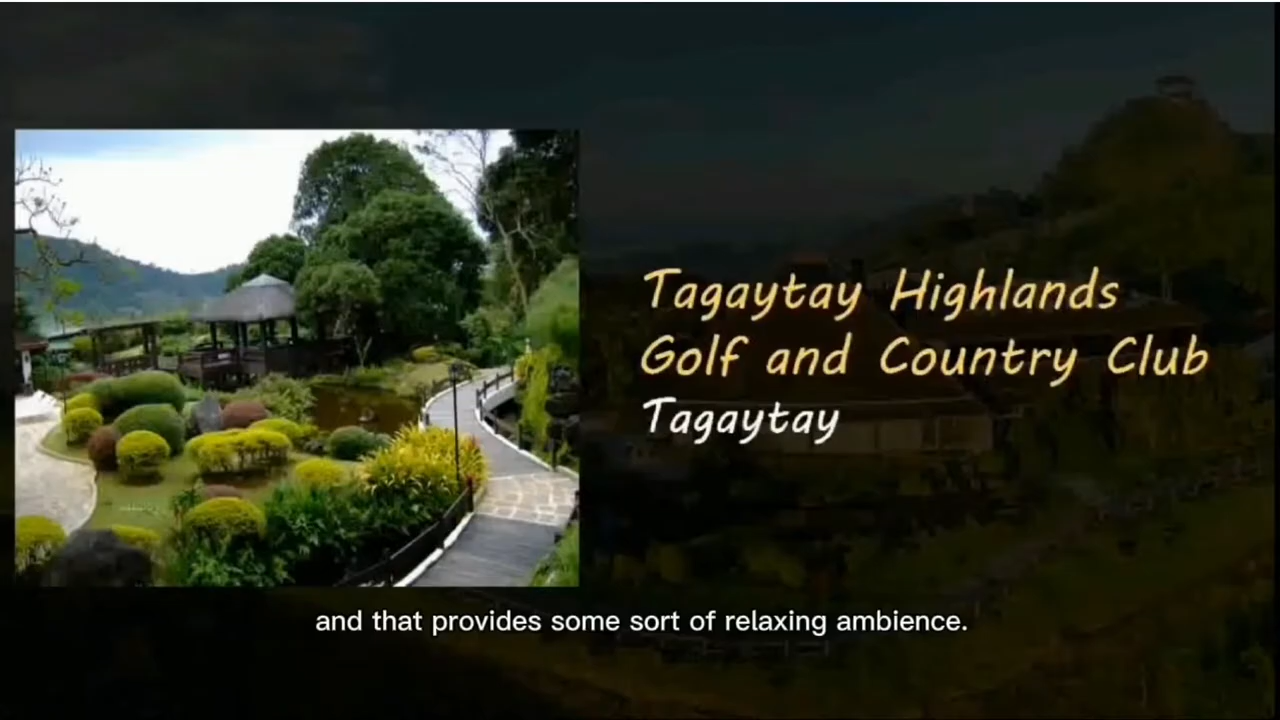 Tagaytay Highlands
Golf and Country Club
Tagaytay
and that provides some sort of relaxing ambience.